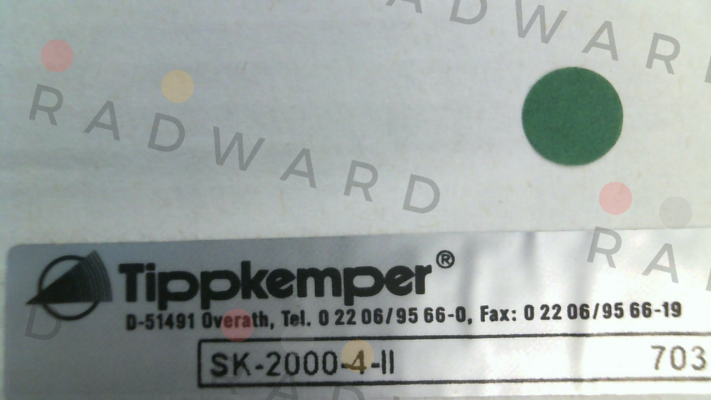 RADWARD
RADWARD
Tippkemper®
D-51491 Overath, Tel. 0 22 06/95 66-0, Fax: 0 22 06/95 66-19
SK-2000-4-II 703